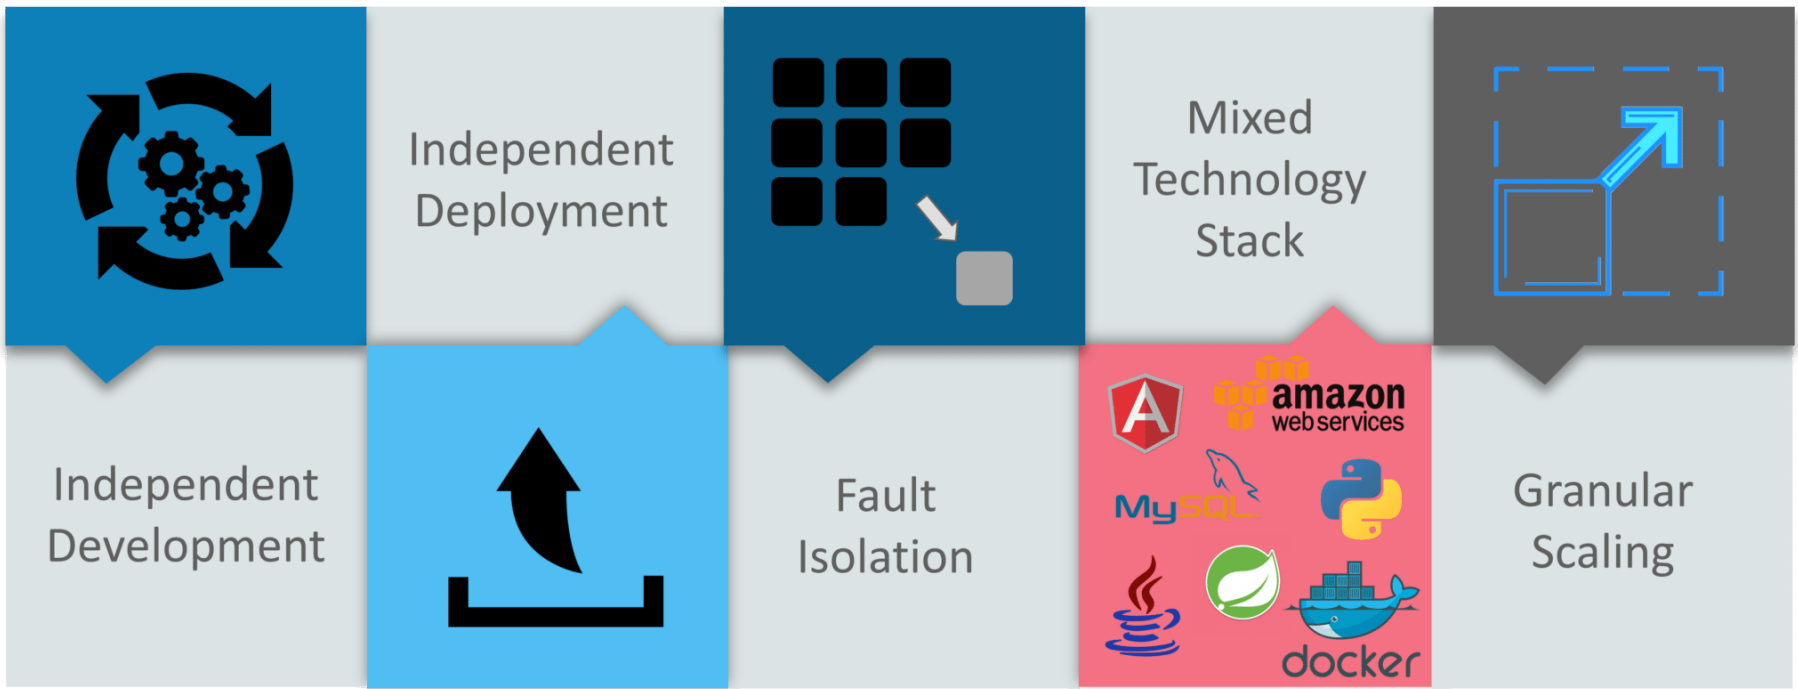 Independent
Development
Independent
Deployment
Fault
Isolation
Mixed
Technology
Stack
A
amazon
web services
MySQL
docker
Granular
Scaling